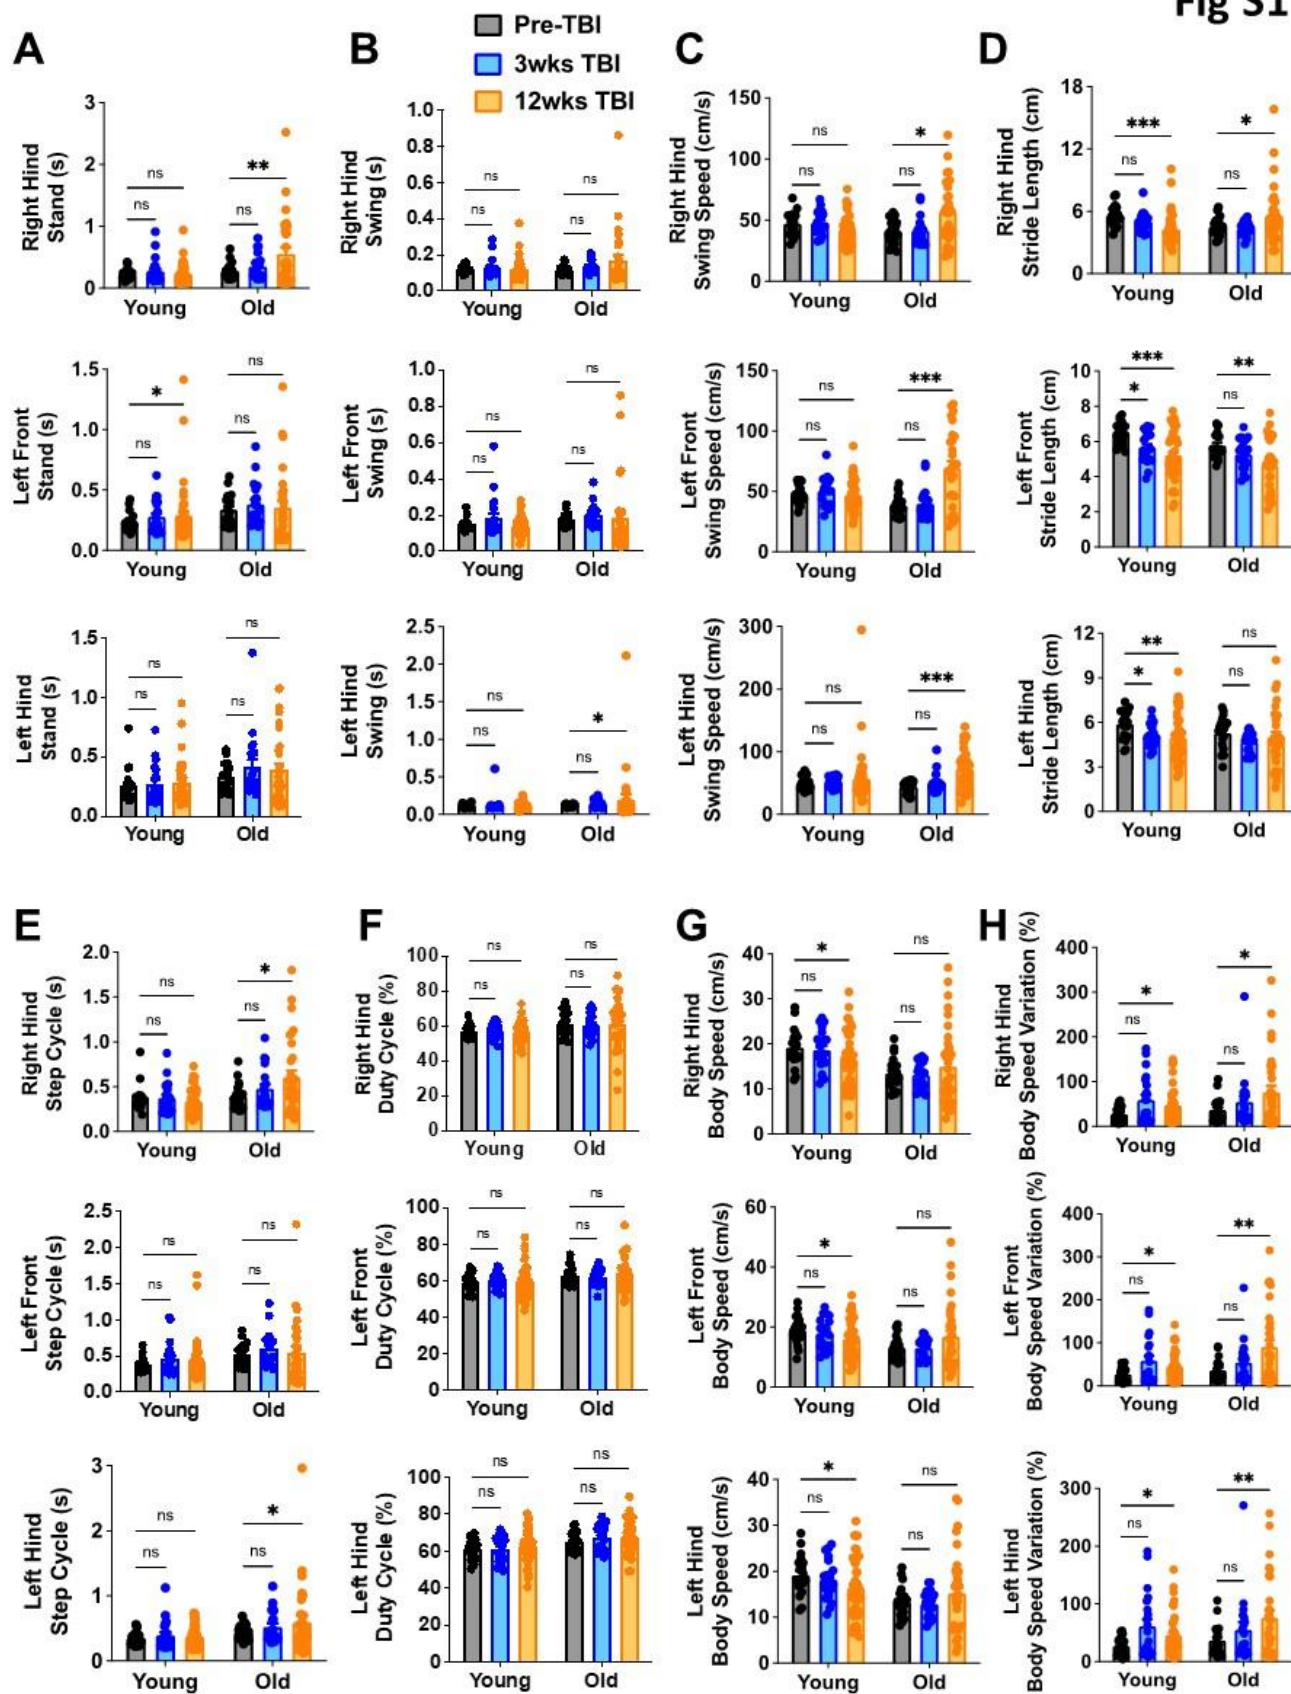 Fig S1
Pre-TBI
3wks TBI
12wks TBI
A
B
C
D
Right Hind
Stand (s)
3
2
1
0
ns
ns
ns
**
Young
Old
Right Hind
Swing (s)
1.0
0.8
0.6
0.4
0.2
0.0
ns
ns
ns
ns
Young
Old
Right Hind
Swing Speed (cm/s)
150
100
50
0
ns
ns
ns
*
Young
Old
Right Hind
Stride Length (cm)
18
12
6
0
***
ns
*
ns
Young
Old
Left Front
Stand (s)
1.5
1.0
0.5
0.0
*
ns
ns
ns
Young
Old
Left Front
Swing (s)
1.0
0.8
0.6
0.4
0.2
0.0
ns
ns
ns
ns
Young
Old
Left Front
Swing Speed (cm/s)
150
100
50
0
ns
ns
***
ns
Young
Old
Left Front
Stride Length (cm)
10
8
6
4
2
0
***
*
**
ns
Young
Old
Left Hind
Stand (s)
1.5
1.0
0.5
0.0
ns
ns
ns
ns
Young
Old
Left Hind
Swing (s)
2.5
2.0
1.5
1.0
0.5
0.0
ns
ns
*
ns
Young
Old
Left Hind
Swing Speed (cm/s)
300
200
100
0
ns
ns
***
ns
Young
Old
Left Hind
Stride Length (cm)
12
9
6
3
0
**
*
ns
ns
Young
Old
E
F
G
H
Right Hind
Step Cycle (s)
2.0
1.5
1.0
0.5
0.0
ns
ns
*
ns
Young
Old
Right Hind
Duty Cycle (%)
100
80
60
40
20
0
ns
ns
ns
ns
Young
Old
Right Hind
Body Speed (cm/s)
40
30
20
10
0
*
ns
ns
ns
Young
Old
Right Hind
Body Speed Variation (%)
400
300
200
100
0
*
ns
*
ns
Young
Old
Left Front
Step Cycle (s)
2.5
2.0
1.5
1.0
0.5
0.0
ns
ns
ns
ns
Young
Old
Left Front
Duty Cycle (%)
100
80
60
40
20
0
ns
ns
ns
ns
Young
Old
Left Front
Body Speed (cm/s)
60
40
20
0
*
ns
ns
ns
Young
Old
Left Front
Body Speed Variation (%)
400
300
200
100
0
*
ns
**
ns
Young
Old
Left Hind
Step Cycle (s)
3
2
1
0
ns
ns
*
ns
Young
Old
Left Hind
Duty Cycle (%)
100
80
60
40
20
0
ns
ns
ns
ns
Young
Old
Left Hind
Body Speed (cm/s)
40
30
20
10
0
*
ns
ns
ns
Young
Old
Left Hind
Body Speed Variation (%)
300
200
100
0
*
ns
**
ns
Young
Old